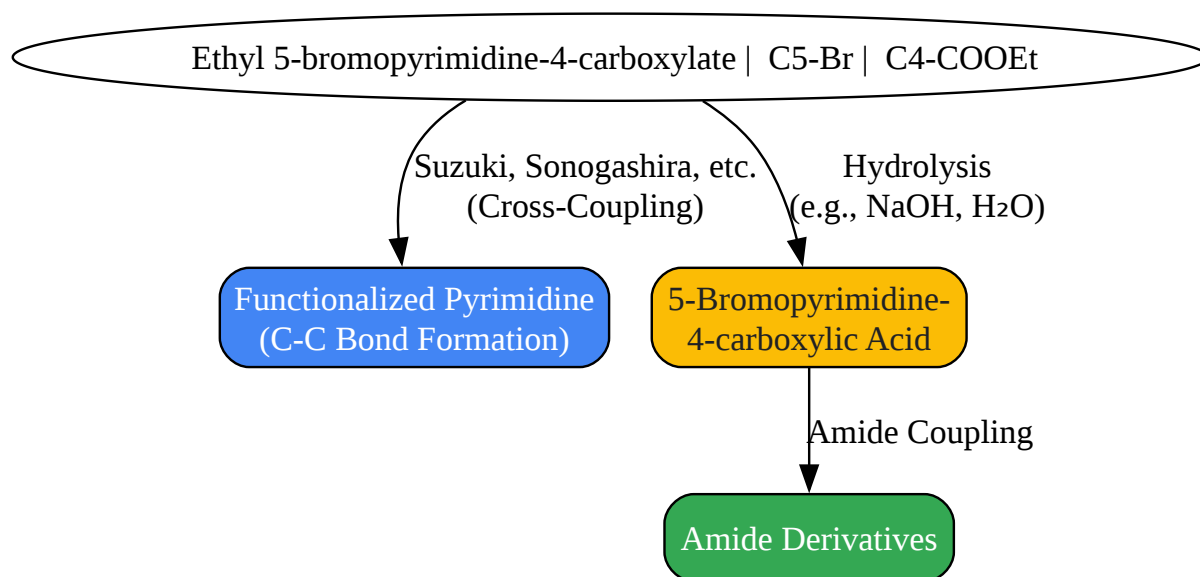 Ethyl 5-bromopyrimidine-4-carboxylate | C5-Br | C4-COOEt
Suzuki, Sonogashira, etc.
(Cross-Coupling)
Hydrolysis
(e.g., NaOH, H₂O)
Functionalized Pyrimidine
(C-C Bond Formation)
5-Bromopyrimidine-
4-carboxylic Acid
Amide Coupling
Amide Derivatives